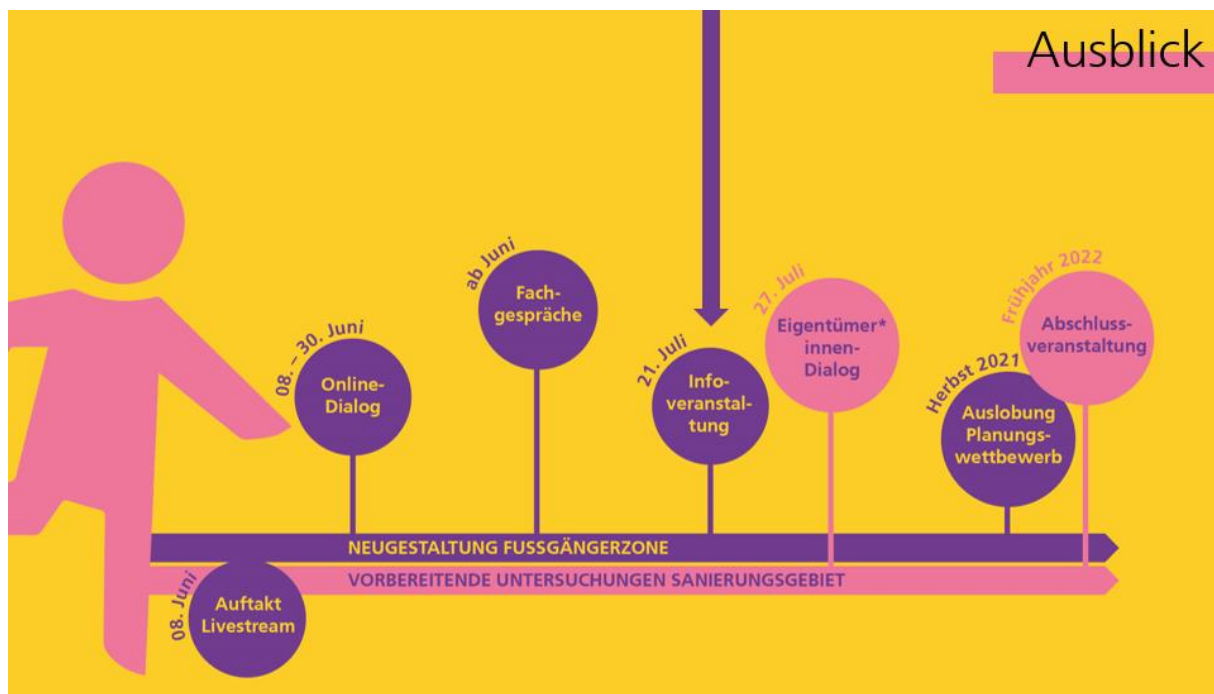 Ausblick
08. Juni
Auftakt
Livestream
08. – 30. Juni
Online-
Dialog
ab Juni
Fach-
gespräche
21. Juli
Info-
veranstal-
tung
27. Juli
Eigentümer*
innen-
Dialog
Herbst 2021
Auslobung
Planungs-
wettbewerb
Frühjahr 2022
Abschluss-
veranstaltung
NEUGESTALTUNG FUSSGÄNGERZONE
VORBEREITENDE UNTERSUCHUNGEN SANIERUNGSGEBIET